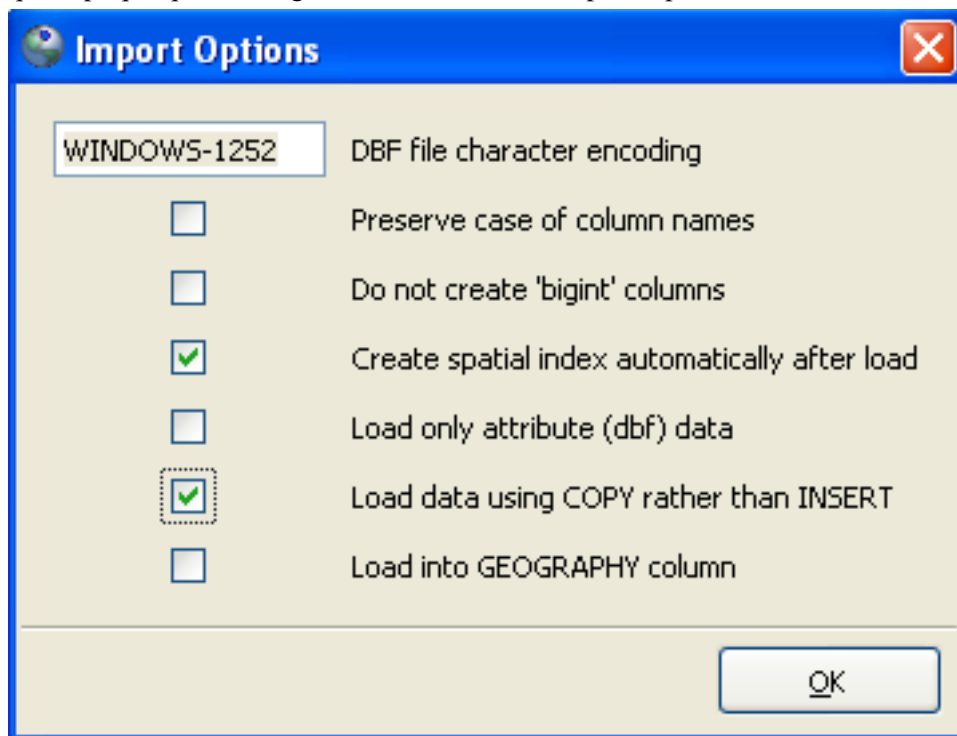 Import Options
WINDOWS-1252 DBF file character encoding
Preserve case of column names
Do not create 'bigint' columns
Create spatial index automatically after load
Load only attribute (dbf) data
Load data using COPY rather than INSERT
Load into GEOGRAPHY column
OK